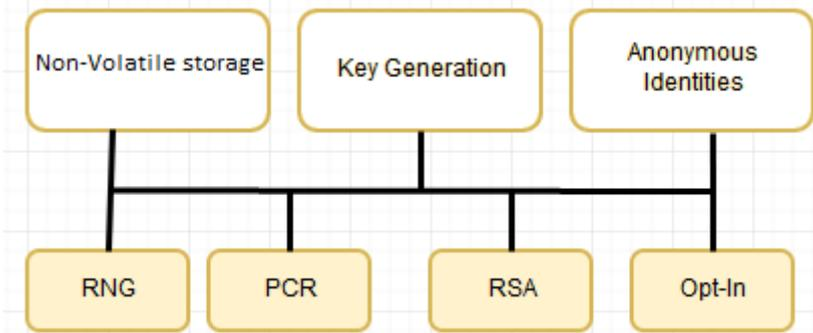 Non-Volatile storage
Key Generation
Anonymous
Identities
RNG
PCR
RSA
Opt-In